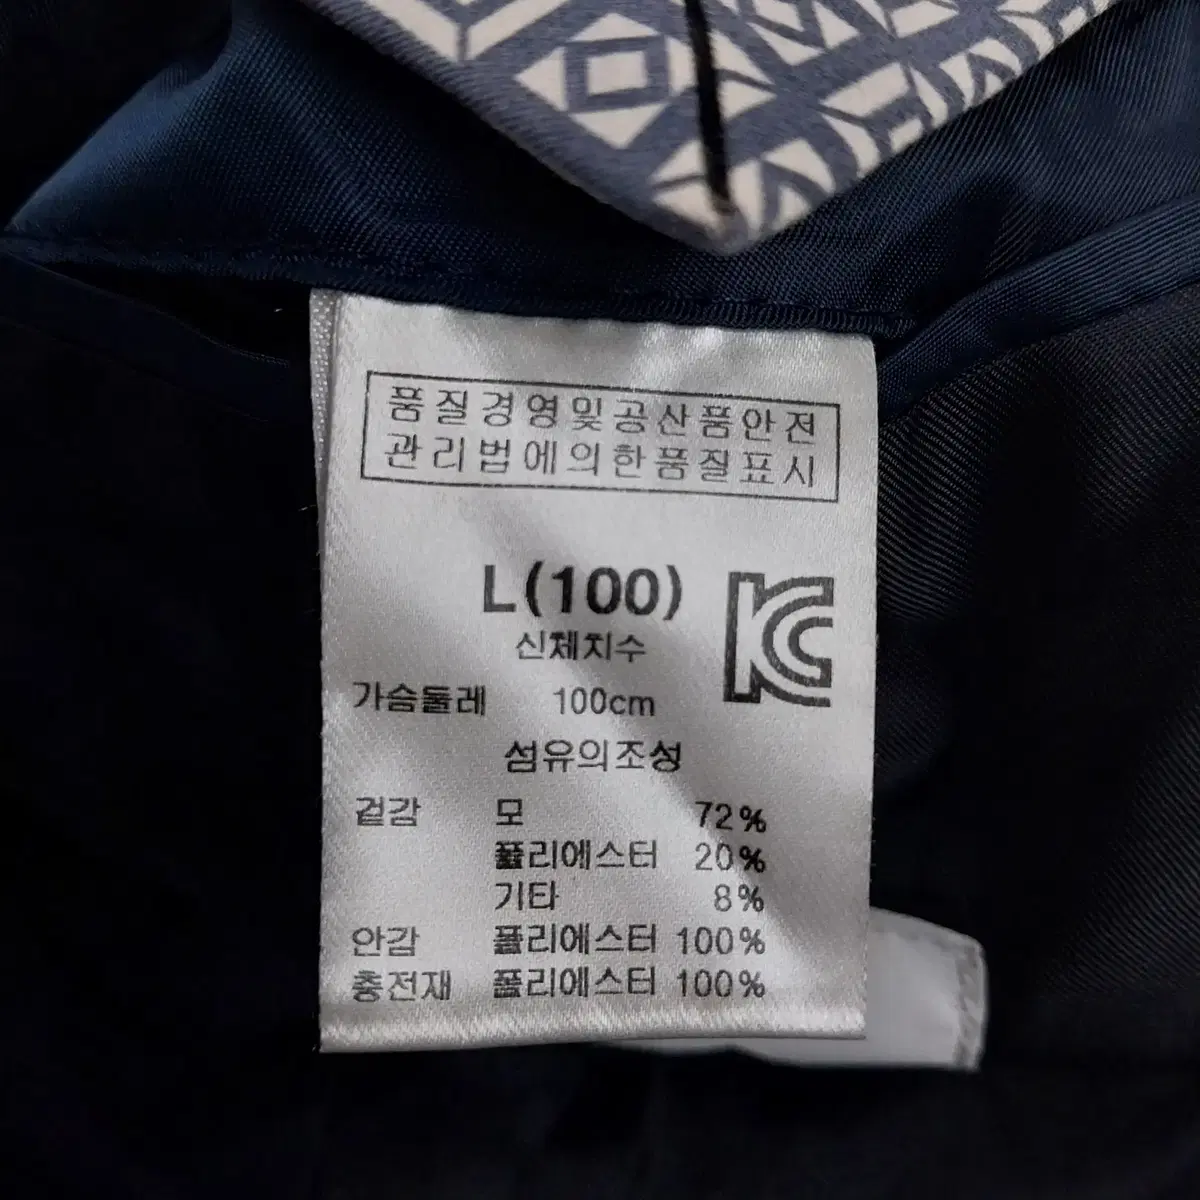 품질경영및공산품안전
관리법에의한품질표시
L(100)
신체치수
KC
가슴둘레 100cm
섬유의조성
겉감 모 72%
폴리에스터 20%
기타 8%
안감 폴리에스터 100%
충전재 폴리에스터 100%